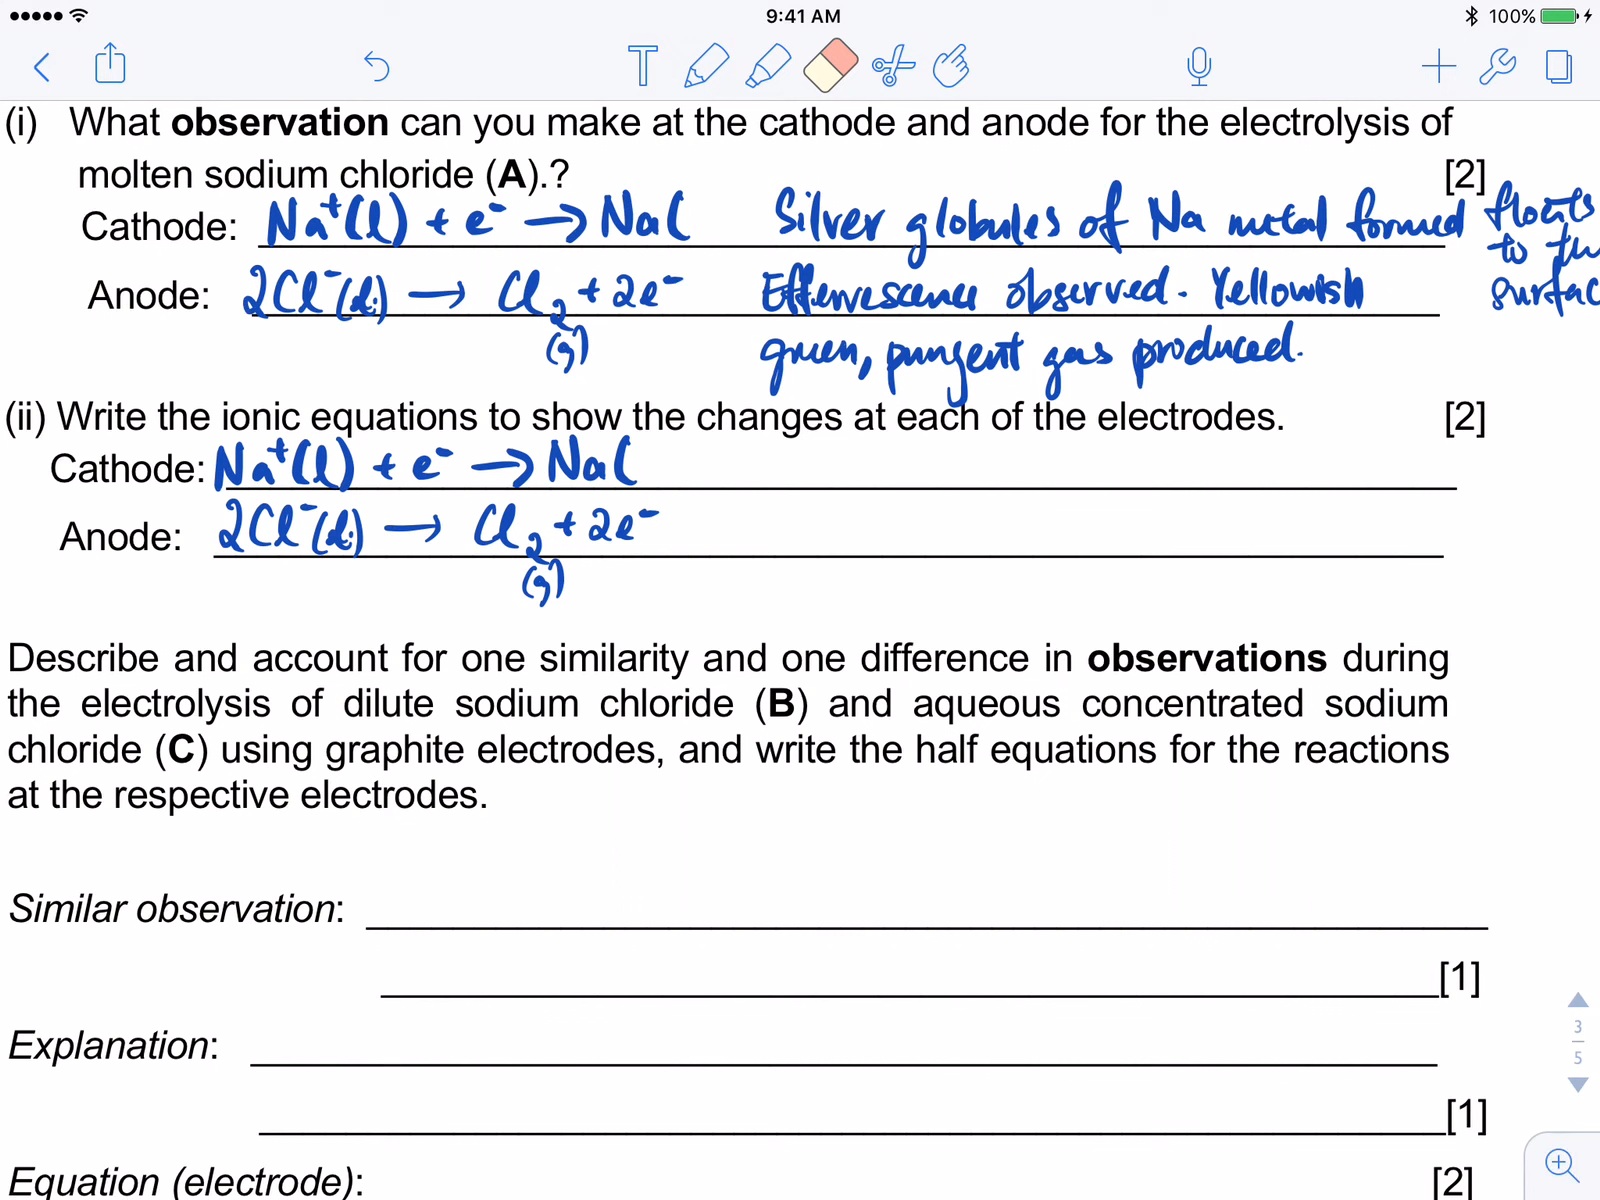 9:41 AM 100%
(i) What observation can you make at the cathode and anode for the electrolysis of
molten sodium chloride (A).? [2]
Cathode: Na⁺(l) + e⁻ → Na( Silver globules of Na metal formed floats
to the
Anode: 2Cl⁻(l) → Cl₂ + 2e⁻ Effervescence observed. Yellowish
(g)
green, pungent gas produced.
(ii) Write the ionic equations to show the changes at each of the electrodes. [2]
Cathode: Na⁺(l) + e⁻ → Na(
Anode: 2Cl⁻(l) → Cl₂ + 2e⁻
(g)
Describe and account for one similarity and one difference in observations during
the electrolysis of dilute sodium chloride (B) and aqueous concentrated sodium
chloride (C) using graphite electrodes, and write the half equations for the reactions
at the respective electrodes.
Similar observation:
[1]
Explanation:
[1]
Equation (electrode): [2]
3
5